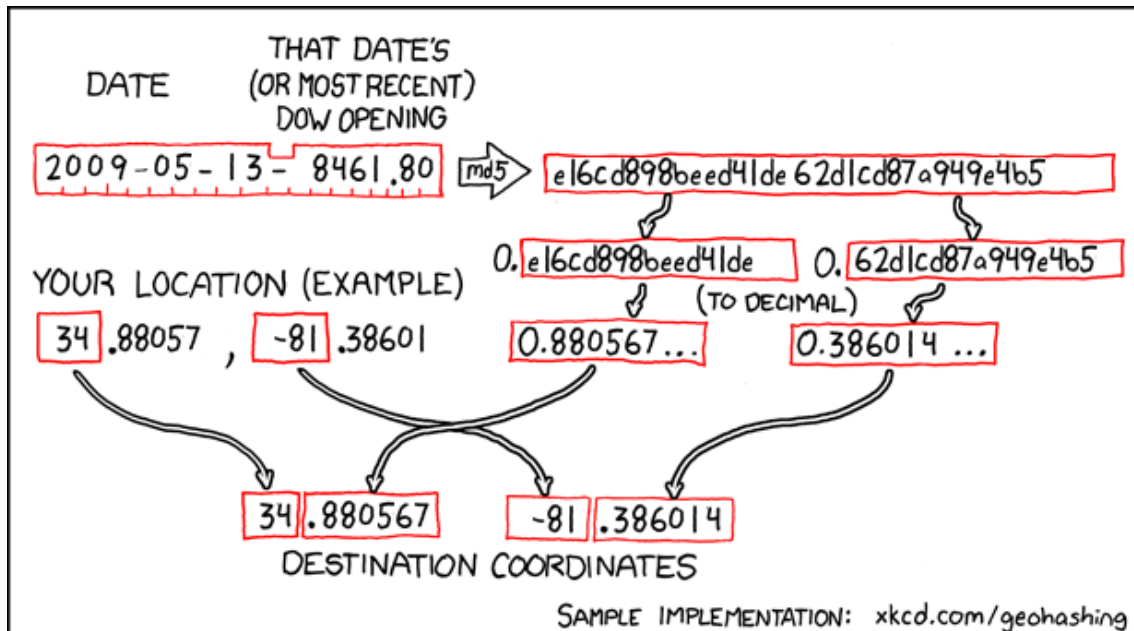 DATE
THAT DATE'S
(OR MOST RECENT)
DOW OPENING
2009-05-13- 8461.80
md5
e16cd898beed41de62d1cd87a949e4b5
0.e16cd898beed41de
0.62d1cd87a949e4b5
(TO DECIMAL)
YOUR LOCATION (EXAMPLE)
34.88057, -81.38601
0.880567...
0.386014...
34.880567
-81.386014
DESTINATION COORDINATES
SAMPLE IMPLEMENTATION: xkcd.com/geohashing